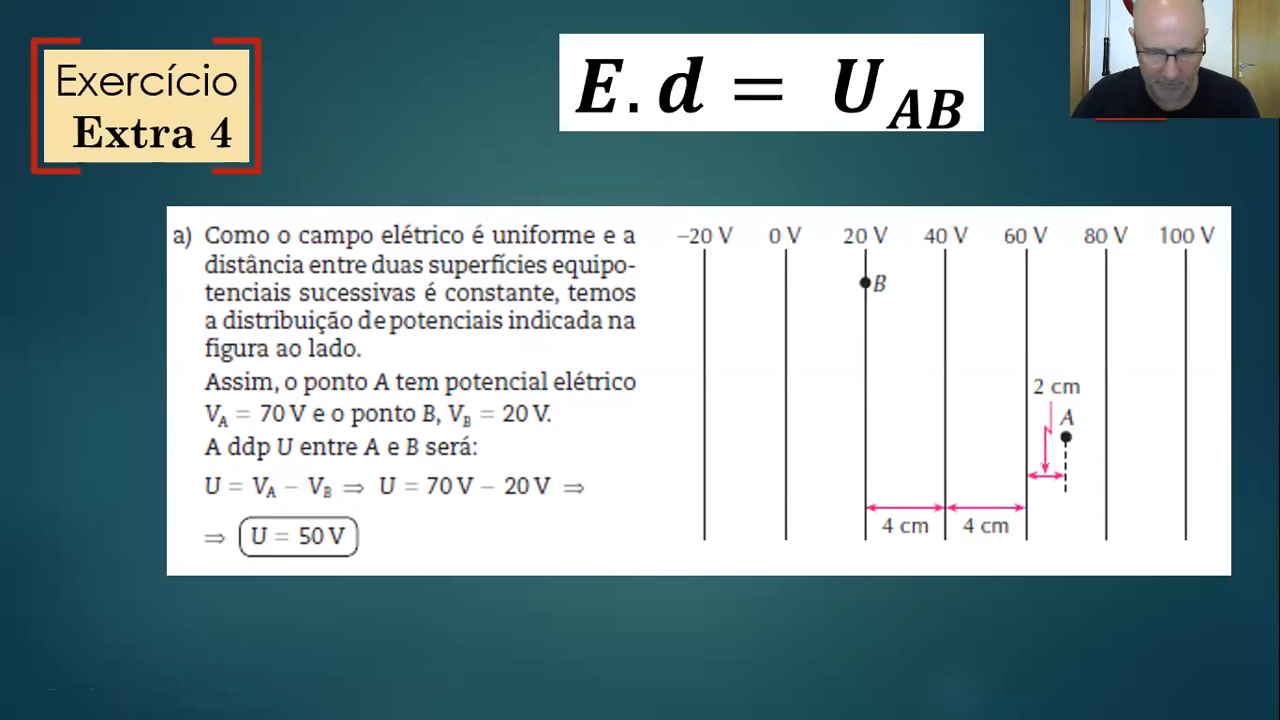 Exercício
Extra 4
E.d = U_AB
a) Como o campo elétrico é uniforme e a
distância entre duas superfícies equipo-
tenciais sucessivas é constante, temos
a distribuição de potenciais indicada na
figura ao lado.
Assim, o ponto A tem potencial elétrico
V_A = 70 V e o ponto B, V_B = 20 V.
A ddp U entre A e B será:
U = V_A – V_B ⇒ U = 70 V – 20 V ⇒
⇒ U = 50 V
–20 V 0 V 20 V 40 V 60 V 80 V 100 V
B
2 cm
A
4 cm 4 cm